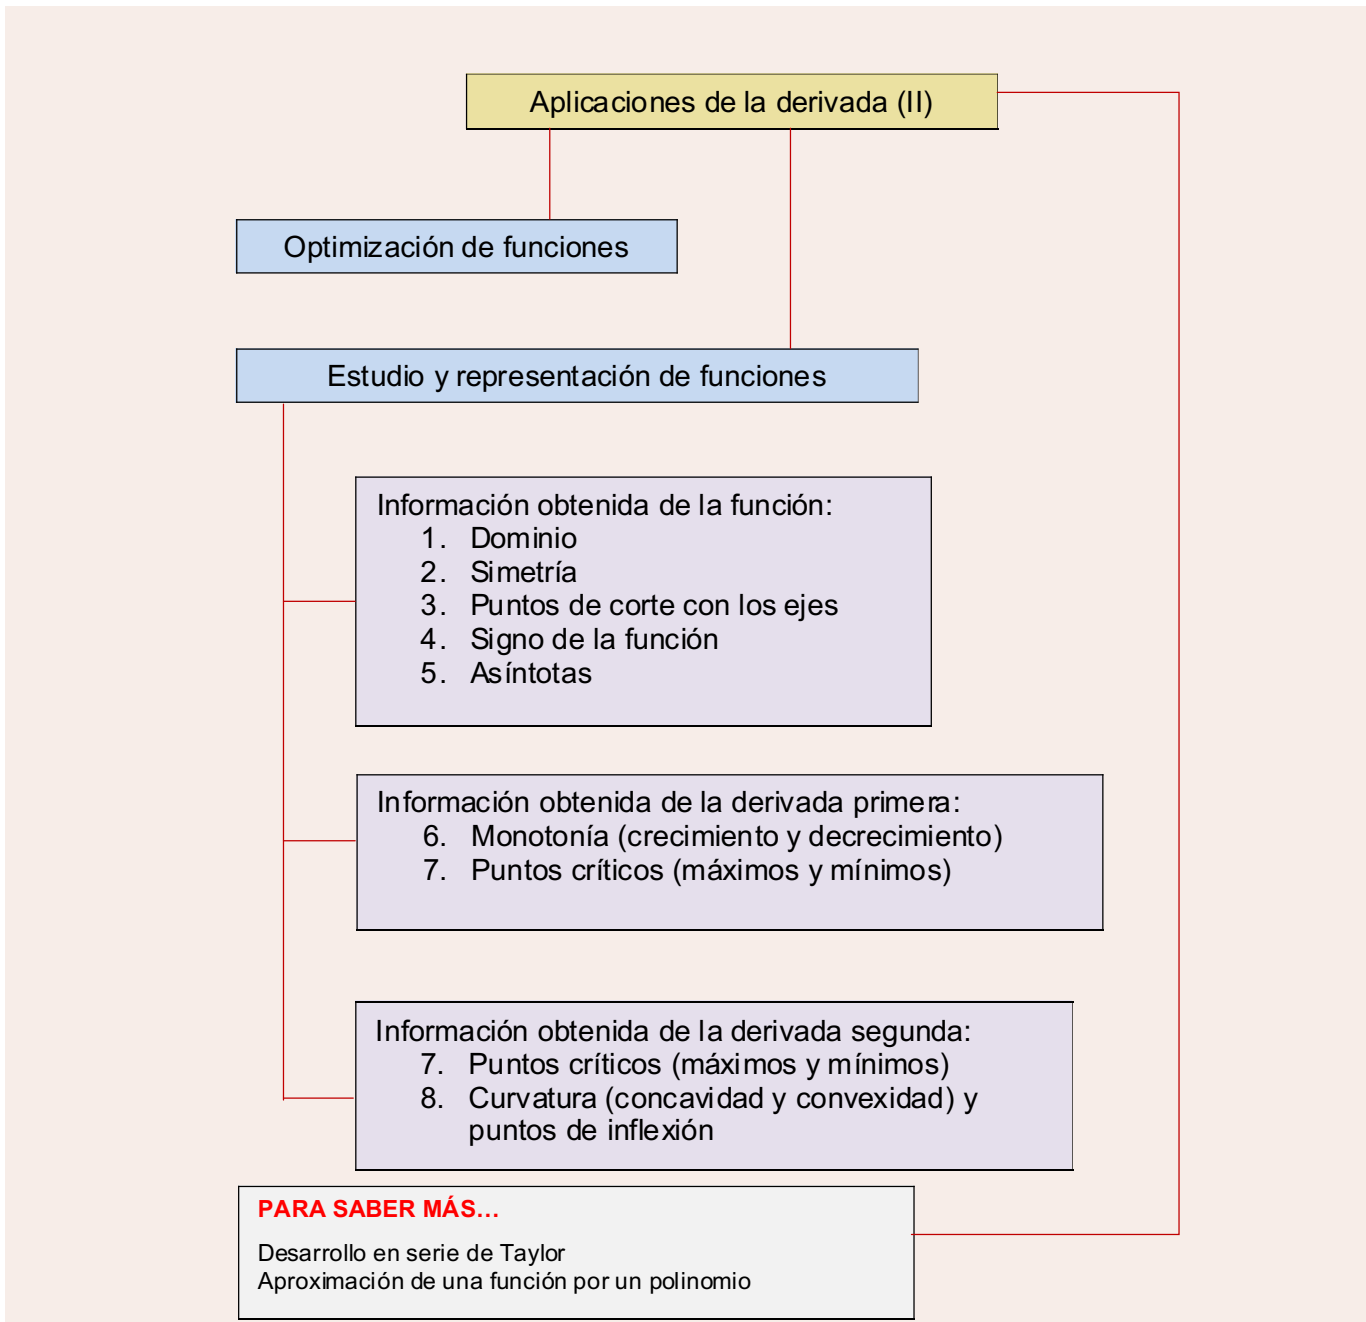 Aplicaciones de la derivada (II)
Optimización de funciones
Estudio y representación de funciones
Información obtenida de la función:
1. Dominio
2. Simetría
3. Puntos de corte con los ejes
4. Signo de la función
5. Asíntotas
Información obtenida de la derivada primera:
6. Monotonía (crecimiento y decrecimiento)
7. Puntos críticos (máximos y mínimos)
Información obtenida de la derivada segunda:
7. Puntos críticos (máximos y mínimos)
8. Curvatura (concavidad y convexidad) y
puntos de inflexión
PARA SABER MÁS…
Desarrollo en serie de Taylor
Aproximación de una función por un polinomio